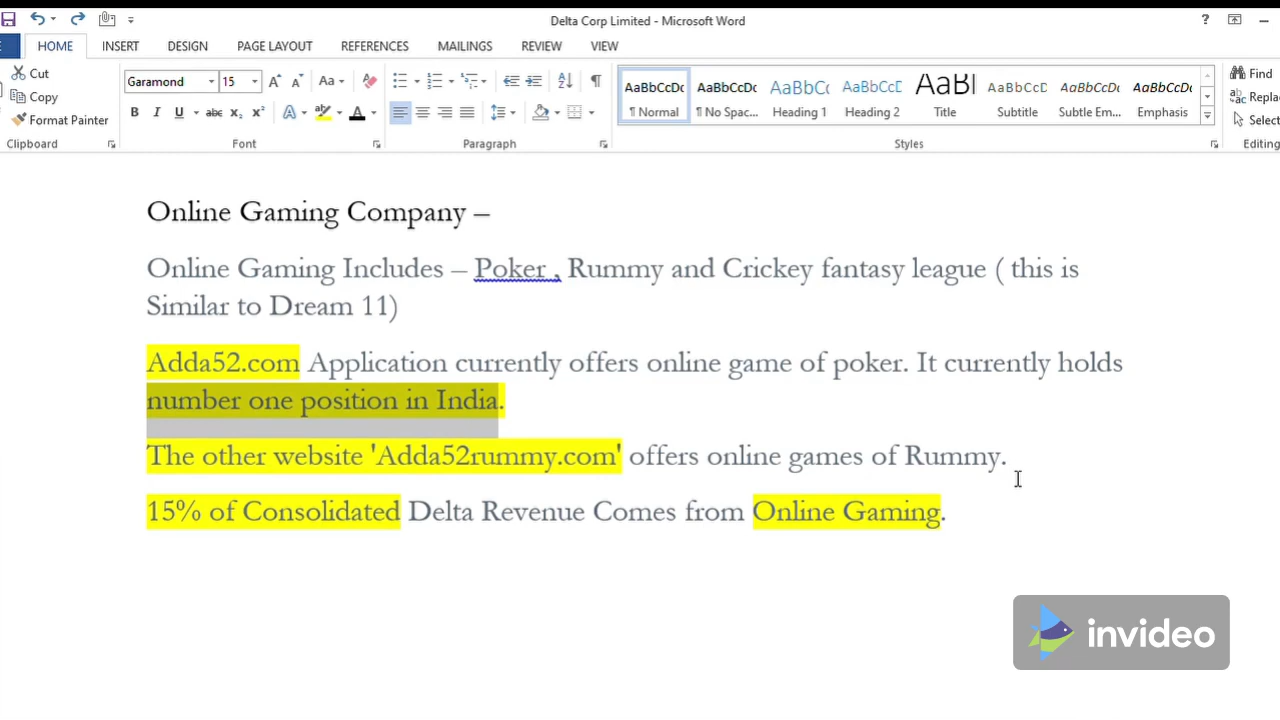 Delta Corp Limited - Microsoft Word
?
HOME INSERT DESIGN PAGE LAYOUT REFERENCES MAILINGS REVIEW VIEW
Cut
Copy
Format Painter
Clipboard
Garamond 15
Font
Paragraph
AaBbCcDc AaBbCcDc AaBbC( AaBbCcD AaBl AaBbCcD AaBbCcDc AaBbCcDc
¶ Normal ¶ No Spac... Heading 1 Heading 2 Title Subtitle Subtle Em... Emphasis
Styles
Find
Replac
Select
Editing
Online Gaming Company –
Online Gaming Includes – Poker , Rummy and Crickey fantasy league ( this is
Similar to Dream 11)
Adda52.com Application currently offers online game of poker. It currently holds
number one position in India.
The other website 'Adda52rummy.com' offers online games of Rummy.
15% of Consolidated Delta Revenue Comes from Online Gaming.
invideo